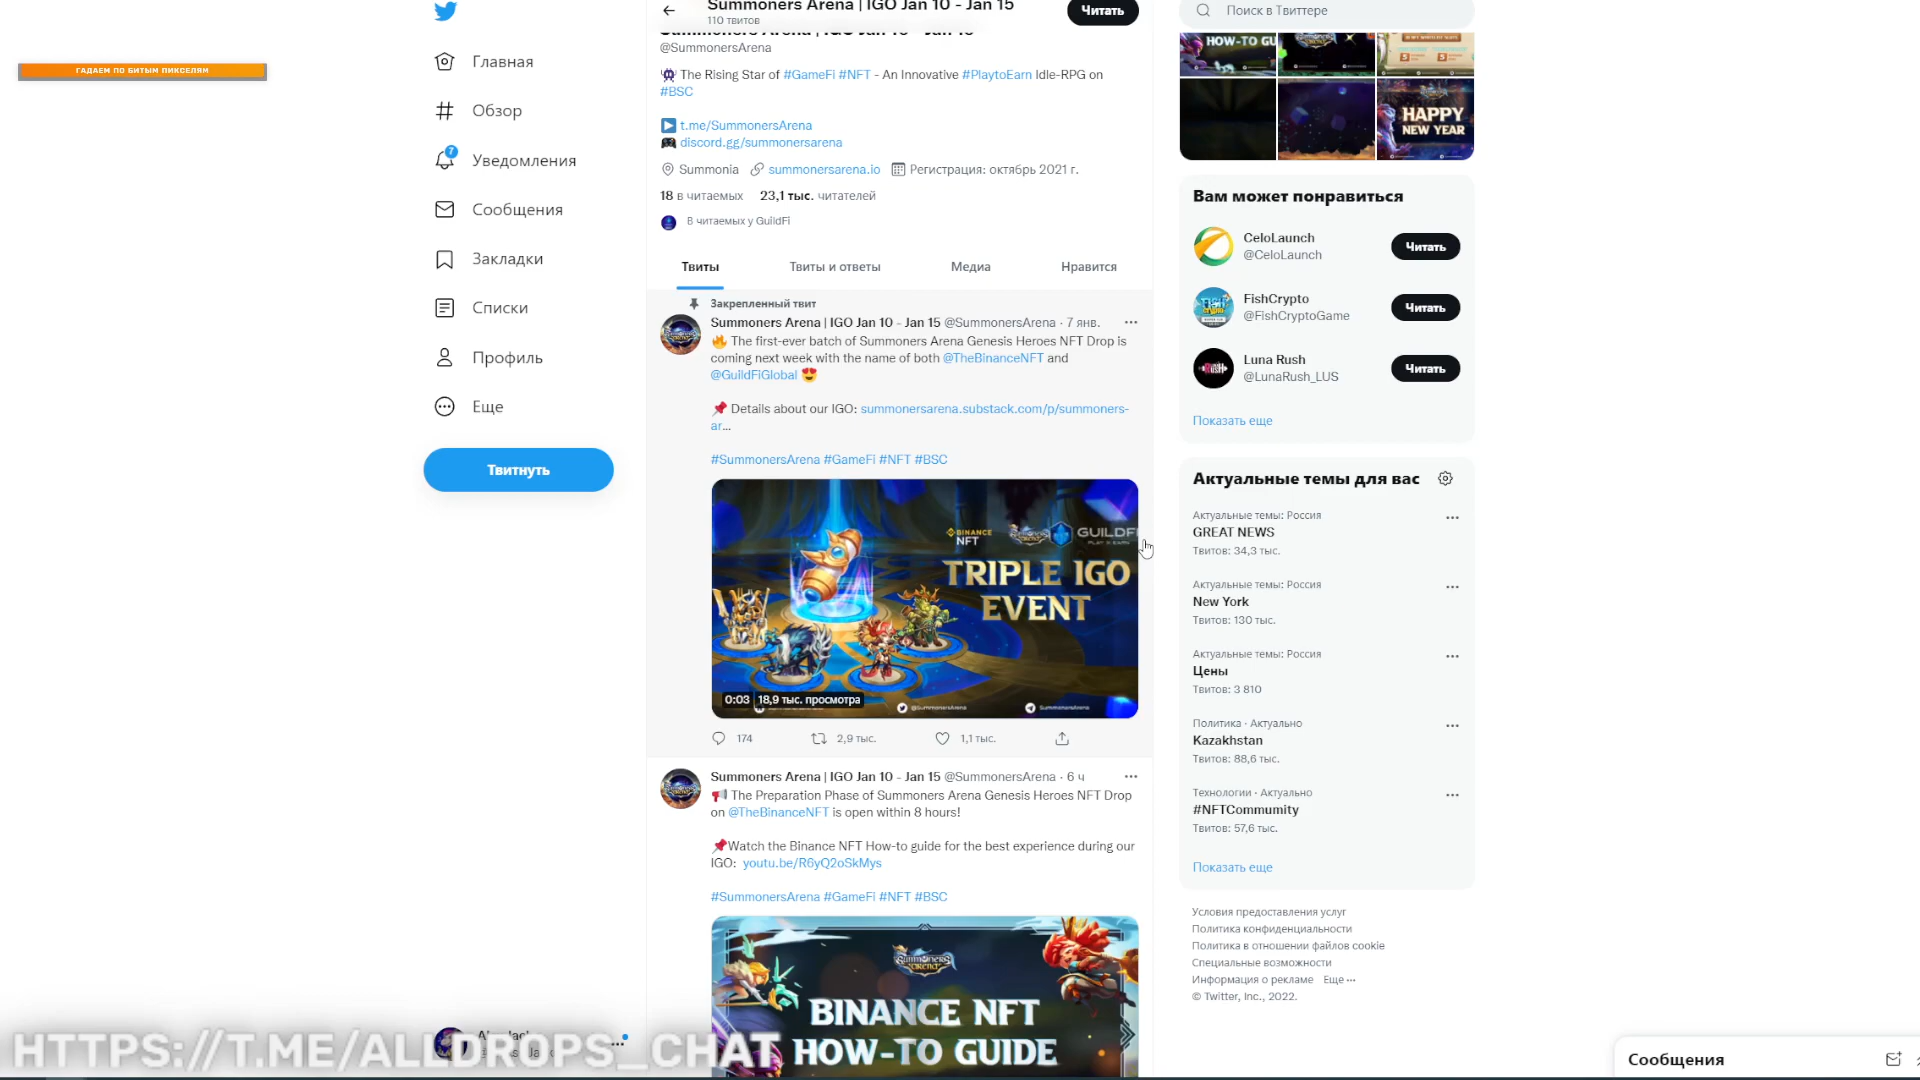 ГАДАЕМ ПО БИТЫМ ПИКСЕЛЯМ
Главная
Обзор
7
Уведомления
Сообщения
Закладки
Списки
Профиль
Еще
Твитнуть
Summoners Arena | IGO Jan 10 - Jan 15
110 твитов
Читать
@SummonersArena
The Rising Star of #GameFi #NFT - An Innovative #PlaytoEarn Idle-RPG on
#BSC
t.me/SummonersArena
discord.gg/summonersarena
Summonia summonersarena.io Регистрация: октябрь 2021 г.
18 в читаемых 23,1 тыс. читателей
В читаемых у GuildFi
Твиты Твиты и ответы Медиа Нравится
Закрепленный твит
Summoners Arena | IGO Jan 10 - Jan 15 @SummonersArena · 7 янв.
The first-ever batch of Summoners Arena Genesis Heroes NFT Drop is
coming next week with the name of both @TheBinanceNFT and
@GuildFiGlobal
Details about our IGO: summonersarena.substack.com/p/summoners-
ar...
#SummonersArena #GameFi #NFT #BSC
BINANCE
NFT
GUILDFI
TRIPLE IGO
EVENT
0:03 18,9 тыс. просмотра
@SummonersArena
SummonersArena
174 2,9 тыс. 1,1 тыс.
Summoners Arena | IGO Jan 10 - Jan 15 @SummonersArena · 6 ч
The Preparation Phase of Summoners Arena Genesis Heroes NFT Drop
on @TheBinanceNFT is open within 8 hours!
Watch the Binance NFT How-to guide for the best experience during our
IGO: youtu.be/R6yQ2oSkMys
#SummonersArena #GameFi #NFT #BSC
SUMMONERS
ARENA
BINANCE NFT
HOW-TO GUIDE
Поиск в Твиттере
HOW-TO GU
HAPPY
NEW YEAR
Вам может понравиться
CeloLaunch
@CeloLaunch
Читать
FishCrypto
@FishCryptoGame
Читать
Luna Rush
@LunaRush_LUS
Читать
Показать еще
Актуальные темы для вас
Актуальные темы: Россия
GREAT NEWS
Твитов: 34,3 тыс.
Актуальные темы: Россия
New York
Твитов: 130 тыс.
Актуальные темы: Россия
Цены
Твитов: 3 810
Политика · Актуально
Kazakhstan
Твитов: 88,6 тыс.
Технологии · Актуально
#NFTCommumity
Твитов: 57,6 тыс.
Показать еще
Условия предоставления услуг
Политика конфиденциальности
Политика в отношении файлов cookie
Специальные возможности
Информация о рекламе Еще ...
© Twitter, Inc., 2022.
HTTPS://T.ME/ALLDROPS_CHAT
Сообщения